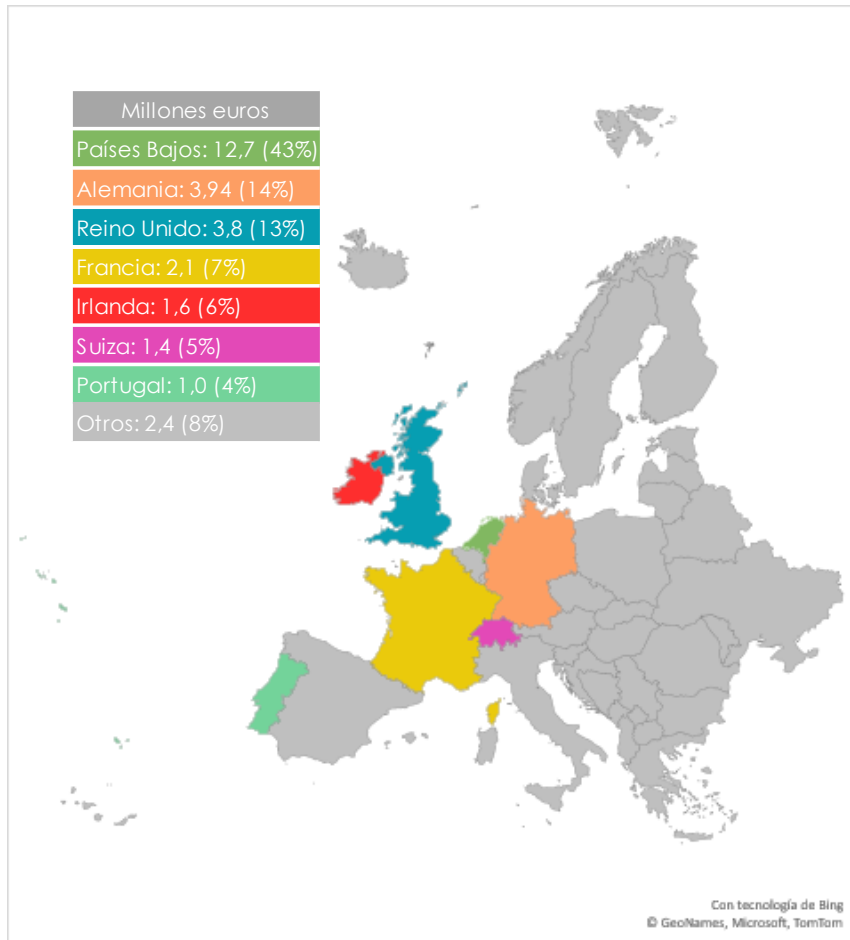 Millones euros
Países Bajos: 12,7 (43%)
Alemania: 3,94 (14%)
Reino Unido: 3,8 (13%)
Francia: 2,1 (7%)
Irlanda: 1,6 (6%)
Suiza: 1,4 (5%)
Portugal: 1,0 (4%)
Otros: 2,4 (8%)
Con tecnología de Bing
© GeoNames, Microsoft, TomTom